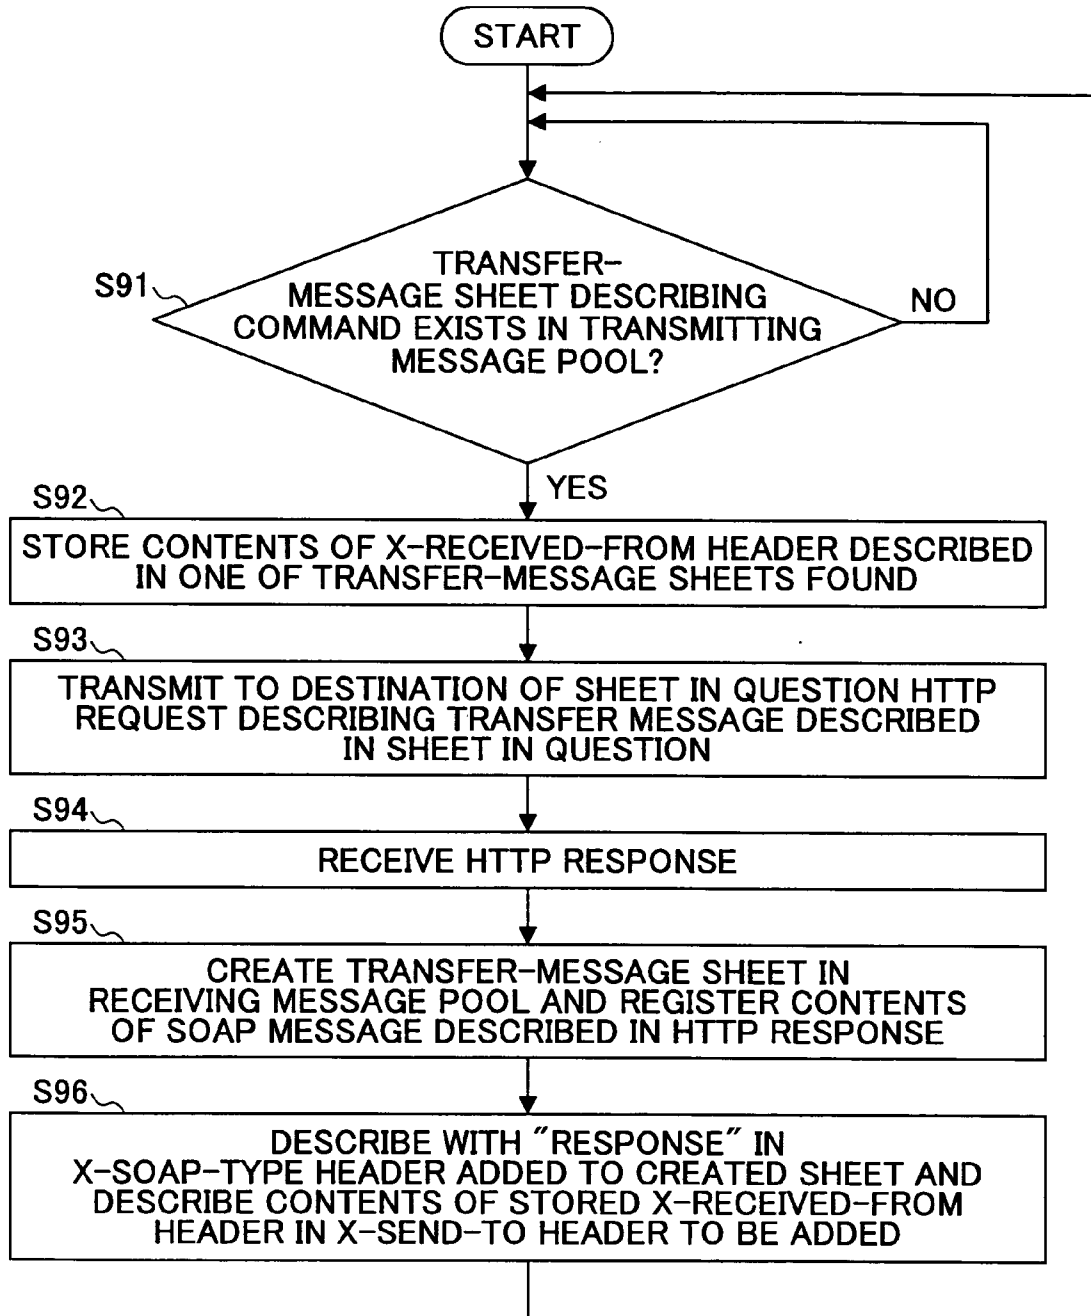 START
S91
TRANSFER-
MESSAGE SHEET DESCRIBING
COMMAND EXISTS IN TRANSMITTING
MESSAGE POOL?
NO
YES
S92
STORE CONTENTS OF X-RECEIVED-FROM HEADER DESCRIBED
IN ONE OF TRANSFER-MESSAGE SHEETS FOUND
S93
TRANSMIT TO DESTINATION OF SHEET IN QUESTION HTTP
REQUEST DESCRIBING TRANSFER MESSAGE DESCRIBED
IN SHEET IN QUESTION
S94
RECEIVE HTTP RESPONSE
S95
CREATE TRANSFER-MESSAGE SHEET IN
RECEIVING MESSAGE POOL AND REGISTER CONTENTS
OF SOAP MESSAGE DESCRIBED IN HTTP RESPONSE
S96
DESCRIBE WITH "RESPONSE" IN
X-SOAP-TYPE HEADER ADDED TO CREATED SHEET AND
DESCRIBE CONTENTS OF STORED X-RECEIVED-FROM
HEADER IN X-SEND-TO HEADER TO BE ADDED